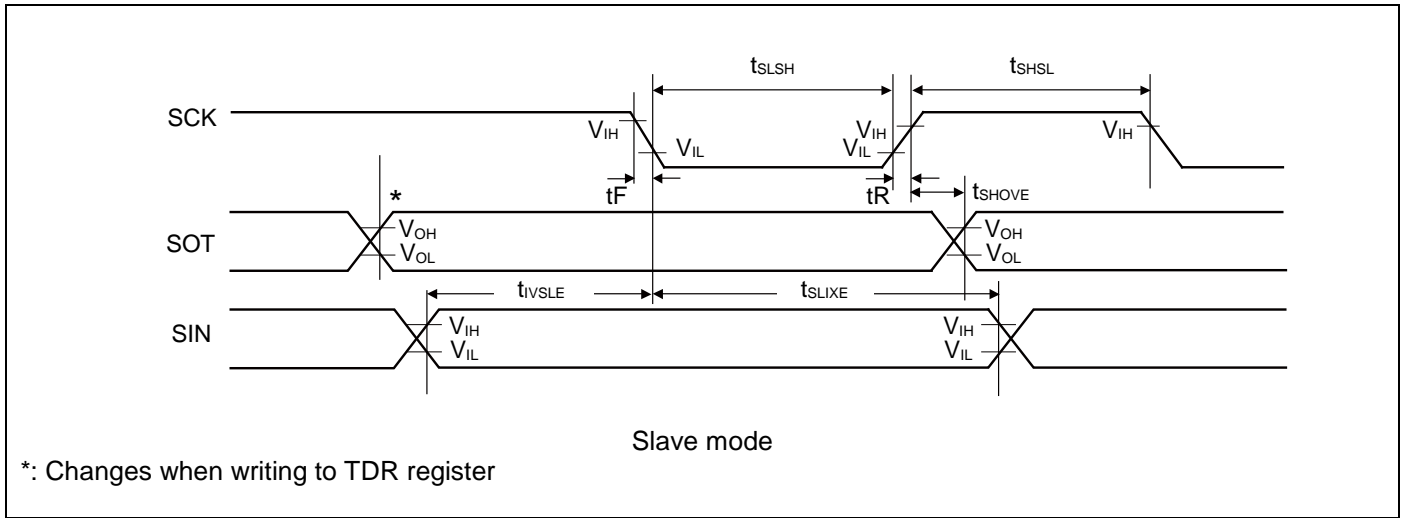 tSLSH
tSHSL
SCK
VIH
VIL
VIH
VIL
VIH
tF
tR
tSHOVE
*
SOT
VOH
VOL
VOH
VOL
tIVSLE
tSLIXE
SIN
VIH
VIL
VIH
VIL
Slave mode
*: Changes when writing to TDR register